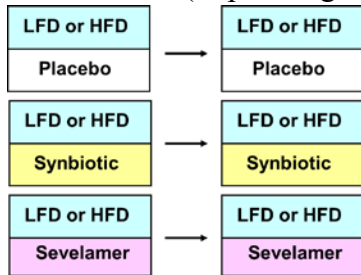 LFD or HFD LFD or HFD
Placebo Placebo
LFD or HFD LFD or HFD
Synbiotic Synbiotic
LFD or HFD LFD or HFD
Sevelamer Sevelamer